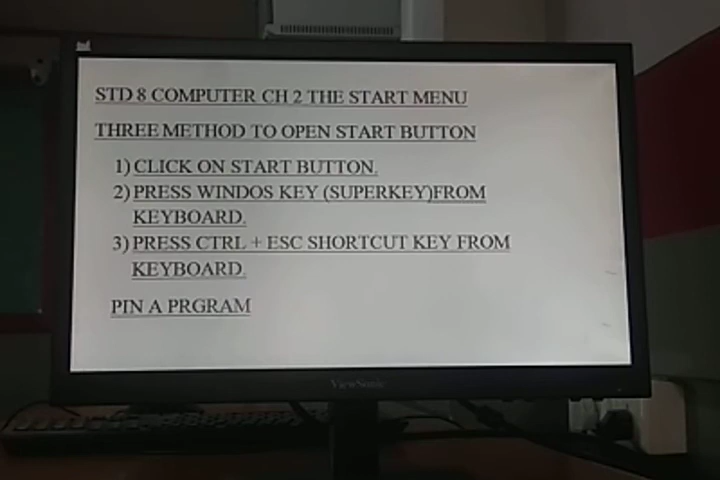 STD 8 COMPUTER CH 2 THE START MENU
THREE METHOD TO OPEN START BUTTON
1) CLICK ON START BUTTON.
2) PRESS WINDOS KEY (SUPERKEY)FROM
KEYBOARD.
3) PRESS CTRL + ESC SHORTCUT KEY FROM
KEYBOARD.
PIN A PRGRAM
ViewSonic